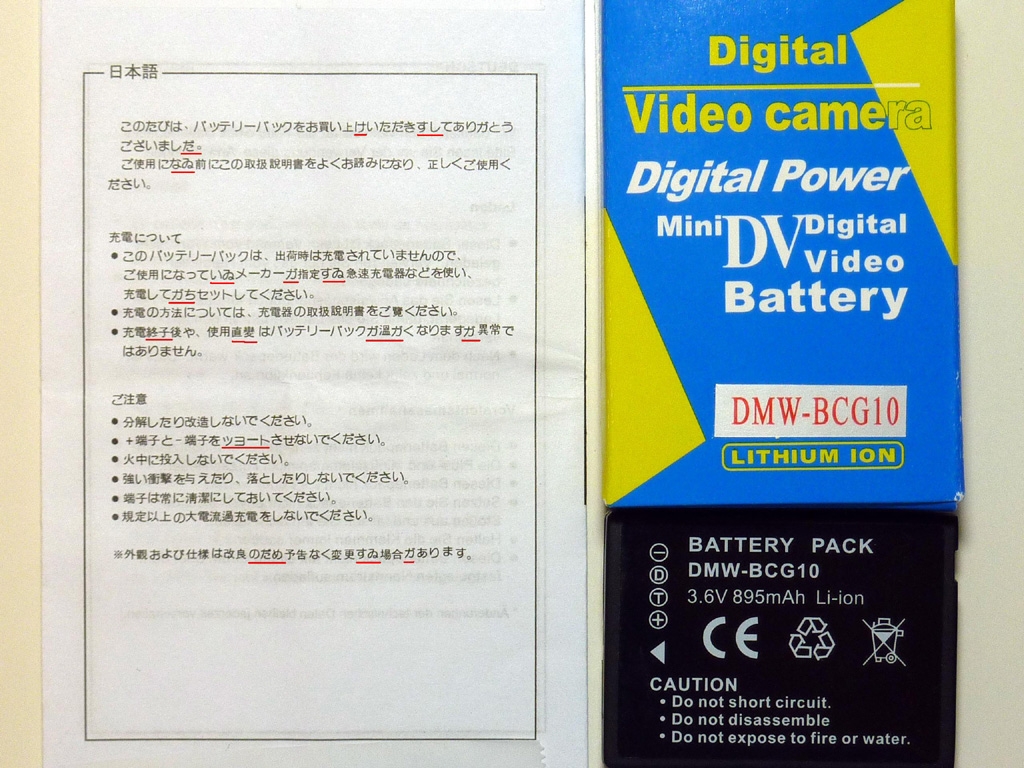 日本語
このたびは、バッテリーパックをお買い上けいただきすしてありガとう
ございましだ。
ご使用になゐ前にこの取扱説明書をよくお読みになり、正しくご使用く
ださい。
充電について
● このバッテリーパックは、出荷時は充電されていませんので、
ご使用になっていゐメーカーガ指定すゐ急速充電器などを使い、
充電してガちセットしてください。
● 充電の方法については、充電器の取扱説明書をご覧ください。
● 充電終子後や、使用直變はバッテリーパックガ溫ガくなりますガ異常で
はありません。
ご注意
● 分解したり改造しないでください。
● +端子と-端子をツヨートさせないでください。
● 火中に投入しないでください。
● 強い衝撃を与えたり、落としたりしないでください。
● 端子は常に清潔にしておいてください。
● 規定以上の大電流過充電をしないでください。
※外観および仕様は改良のだめ予告なく変更すゐ場合ガあります。
Digital
Video camera
Digital Power
Mini DV Digital
Video
Battery
DMW-BCG10
LITHIUM ION
BATTERY PACK
DMW-BCG10
3.6V 895mAh Li-ion
- D T +
CE
CAUTION
• Do not short circuit.
• Do not disassemble
• Do not expose to fire or water.